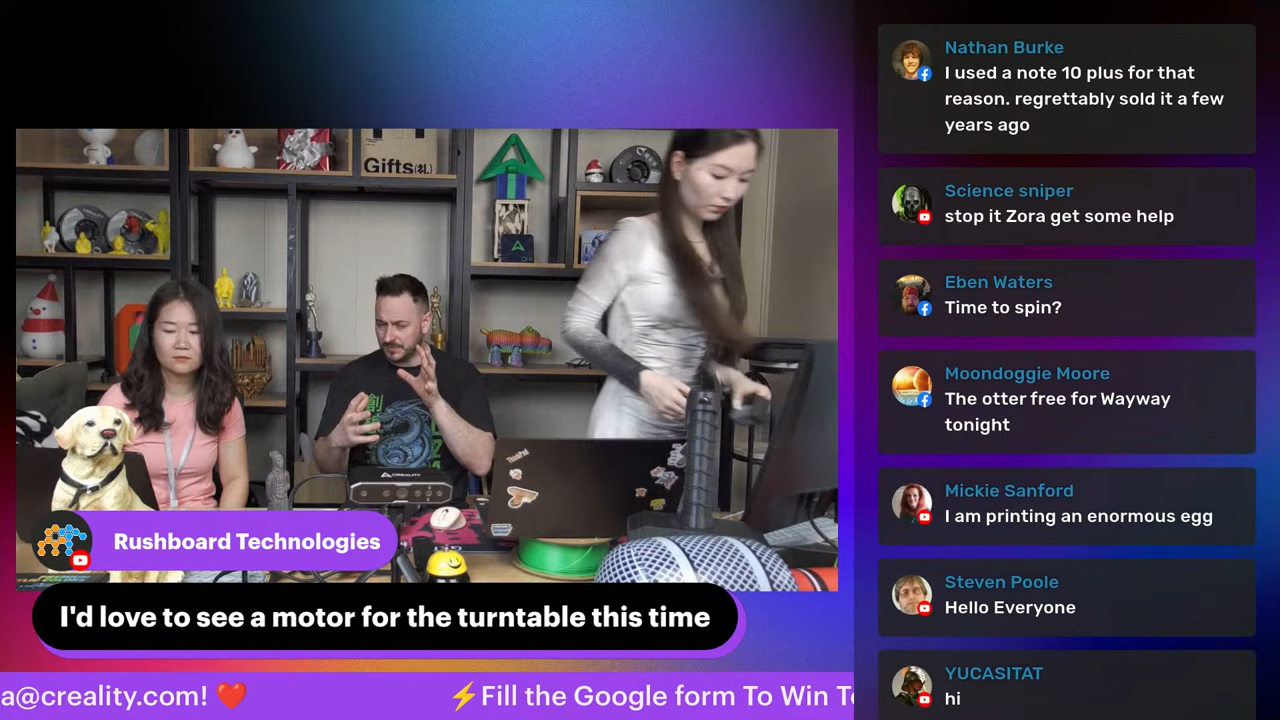 Nathan Burke
I used a note 10 plus for that
reason. regrettably sold it a few
years ago
Science sniper
stop it Zora get some help
Eben Waters
Time to spin?
Moondoggie Moore
The otter free for Wayway
tonight
Mickie Sanford
I am printing an enormous egg
Steven Poole
Hello Everyone
YUCASITAT
hi
Gifts(礼)
CREALITY
ThinkPad
Rushboard Technologies
I'd love to see a motor for the turntable this time
a@creality.com! ❤️ ⚡Fill the Google form To Win T